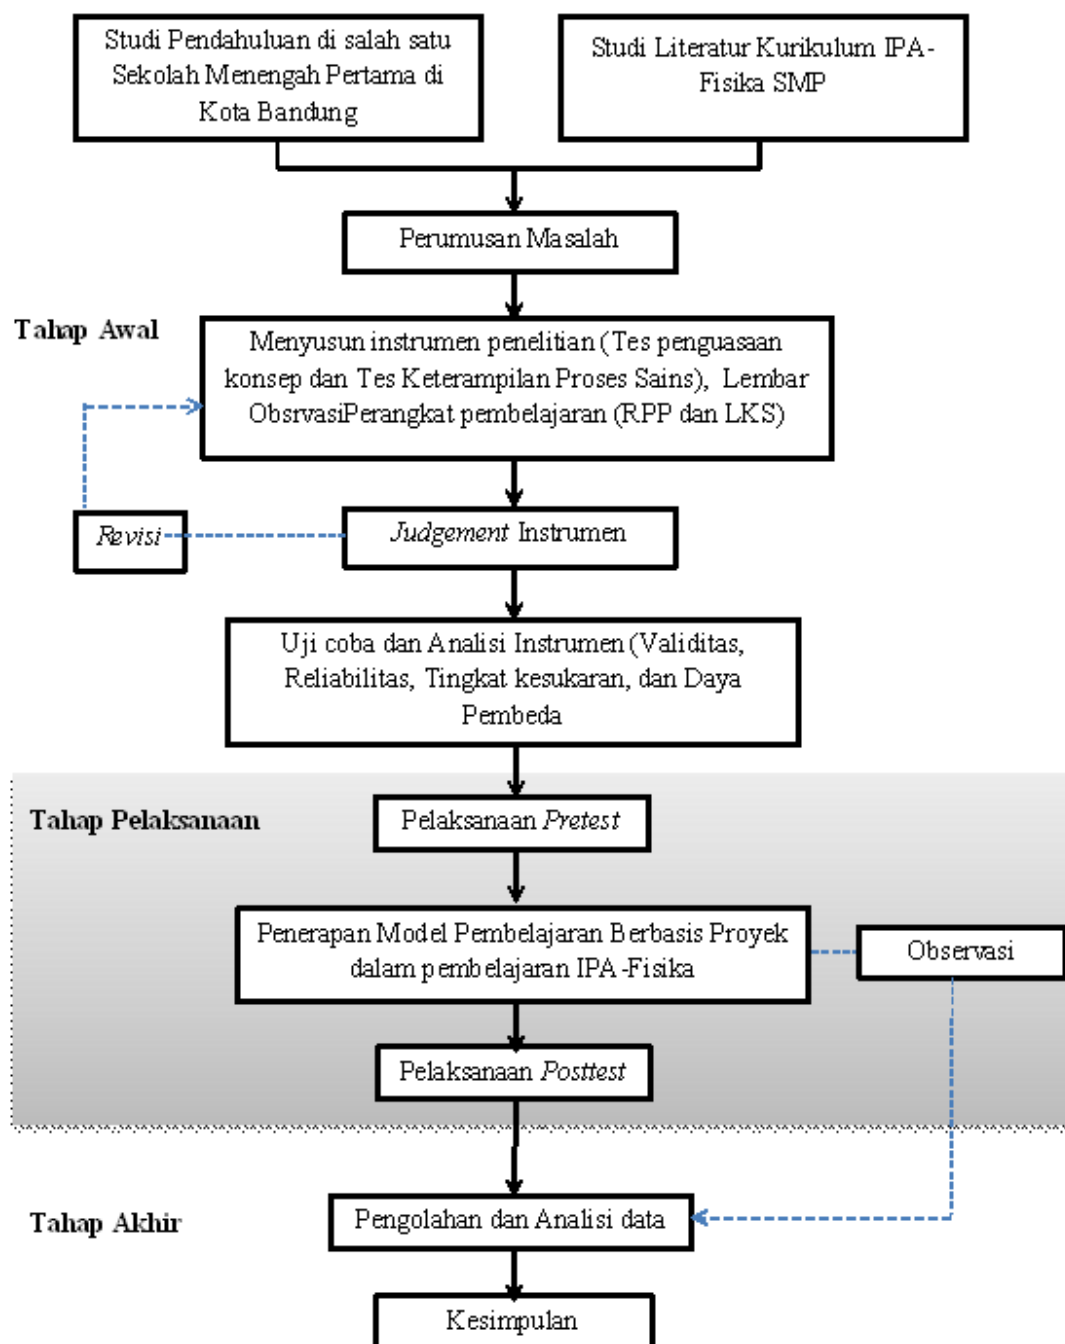 Studi Pendahuluan di salah satu
Sekolah Menengah Pertama di
Kota Bandung
Studi Literatur Kurikulum IPA-
Fisika SMP
Perumusan Masalah
Tahap Awal
Menyusun instrumen penelitian (Tes penguasaan
konsep dan Tes Keterampilan Proses Sains), Lembar
ObsrvasiPerangkat pembelajaran (RPP dan LKS)
Revisi
Judgement Instrumen
Uji coba dan Analisi Instrumen (Validitas,
Reliabilitas, Tingkat kesukaran, dan Daya
Pembeda
Tahap Pelaksanaan
Pelaksanaan Pretest
Penerapan Model Pembelajaran Berbasis Proyek
dalam pembelajaran IPA-Fisika
Observasi
Pelaksanaan Posttest
Tahap Akhir
Pengolahan dan Analisi data
Kesimpulan